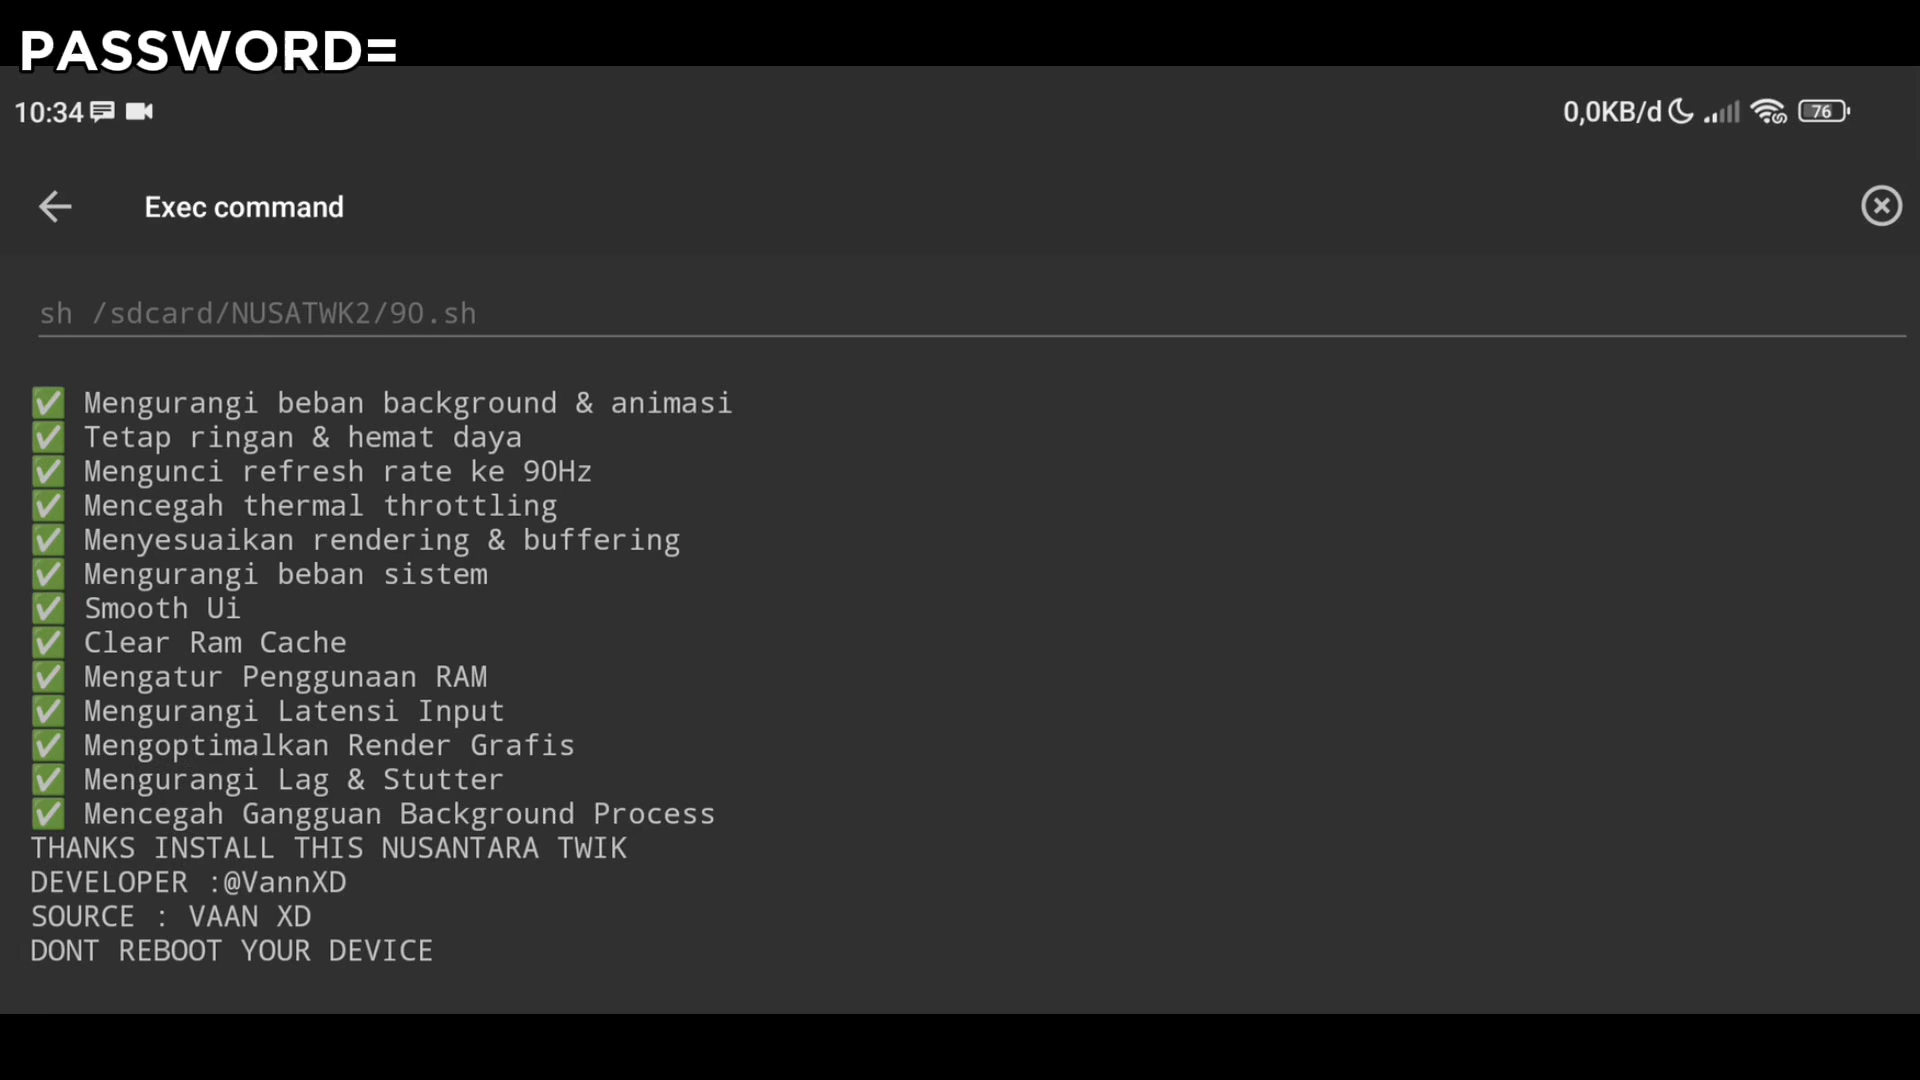 PASSWORD=
10:34
0,0KB/d
76
Exec command
sh /sdcard/NUSATWK2/90.sh
✅ Mengurangi beban background & animasi
✅ Tetap ringan & hemat daya
✅ Mengunci refresh rate ke 90Hz
✅ Mencegah thermal throttling
✅ Menyesuaikan rendering & buffering
✅ Mengurangi beban sistem
✅ Smooth Ui
✅ Clear Ram Cache
✅ Mengatur Penggunaan RAM
✅ Mengurangi Latensi Input
✅ Mengoptimalkan Render Grafis
✅ Mengurangi Lag & Stutter
✅ Mencegah Gangguan Background Process
THANKS INSTALL THIS NUSANTARA TWIK
DEVELOPER :@VannXD
SOURCE : VAAN XD
DONT REBOOT YOUR DEVICE